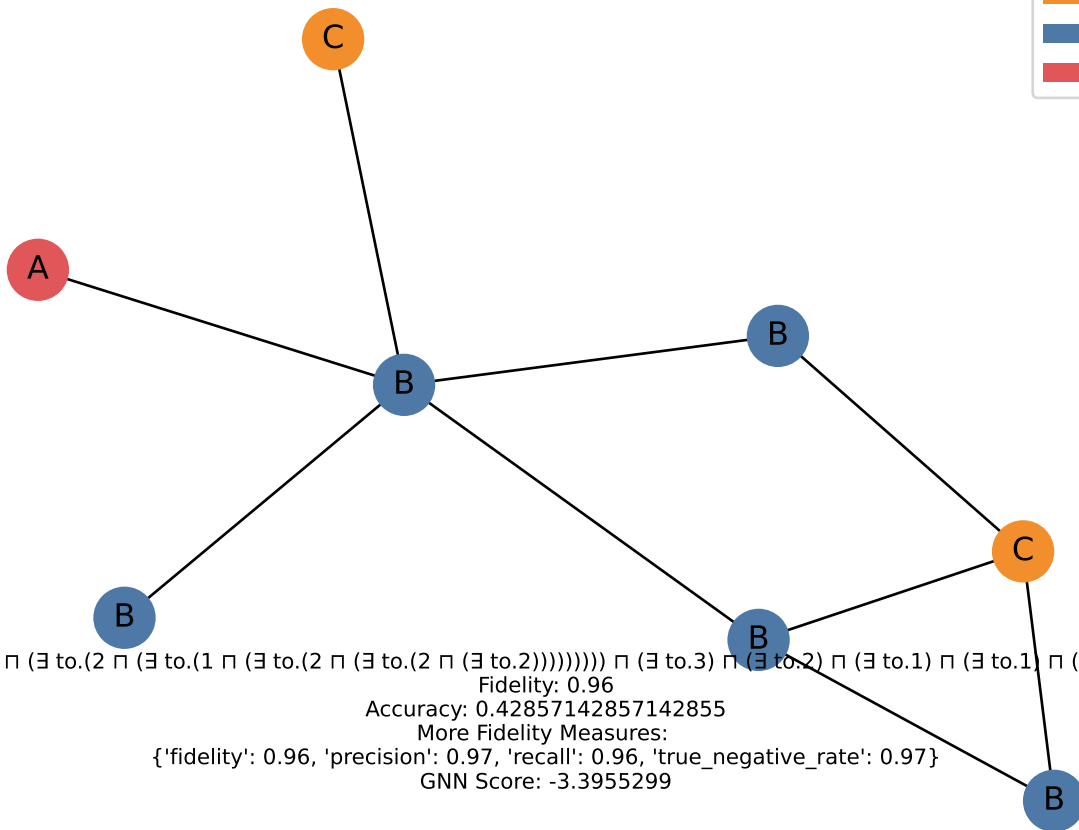 C
A
B
B
C
B
B
⊓ (∃ to.(2 ⊓ (∃ to.(1 ⊓ (∃ to.(2 ⊓ (∃ to.(2 ⊓ (∃ to.2))))))))) ⊓ (∃ to.3) ⊓ (∃ to.2) ⊓ (∃ to.1) ⊓ (∃ to.1) ⊓ (
Fidelity: 0.96
Accuracy: 0.42857142857142855
More Fidelity Measures:
{'fidelity': 0.96, 'precision': 0.97, 'recall': 0.96, 'true_negative_rate': 0.97}
GNN Score: -3.3955299
B